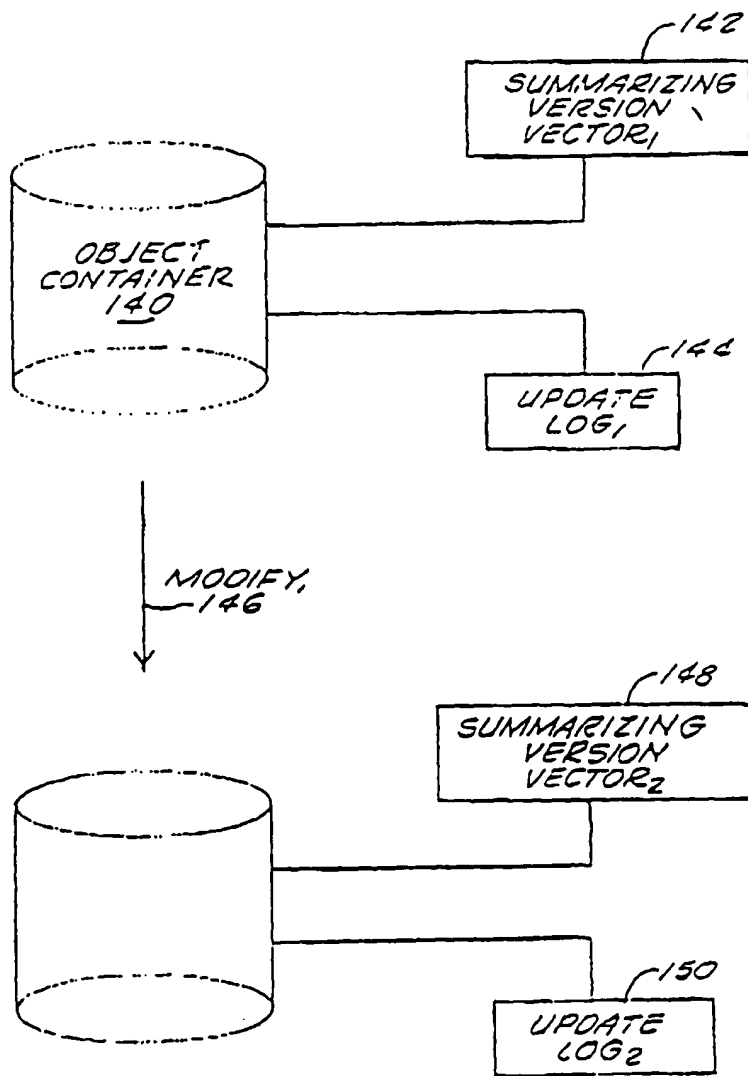 142
SUMMARIZING
VERSION
VECTOR₁
OBJECT
CONTAINER
140
144
UPDATE
LOG₁
MODIFY,
146
148
SUMMARIZING
VERSION
VECTOR₂
150
UPDATE
LOG₂